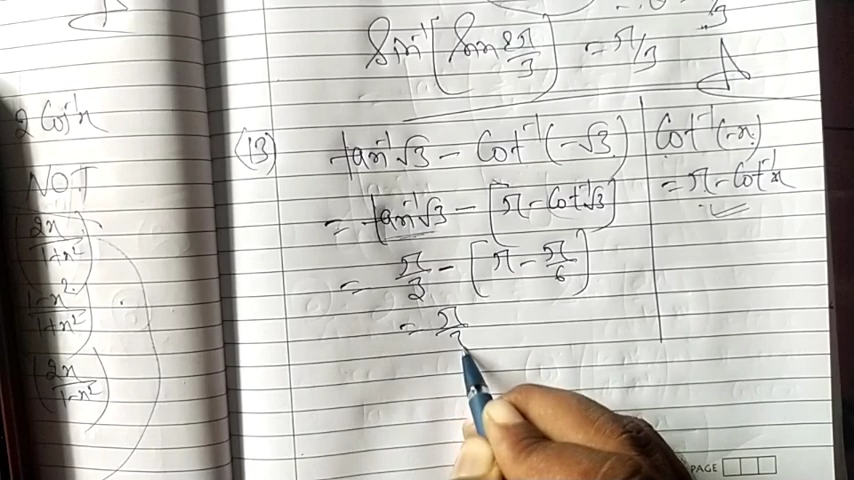 π/3
Sin⁻¹(Sin 2π/3) = π/3
(13) tan⁻¹√3 - Cot⁻¹(-√3)
= tan⁻¹√3 - [π - Cot⁻¹√3]
= π/3 - [π - π/6]
= π/3
Cot⁻¹(-x)
= π - Cot⁻¹x
2 Cot⁻¹x
NOT
(2x/1+x²)
1-x²/1+x²)
(2x/1-x²)
PAGE